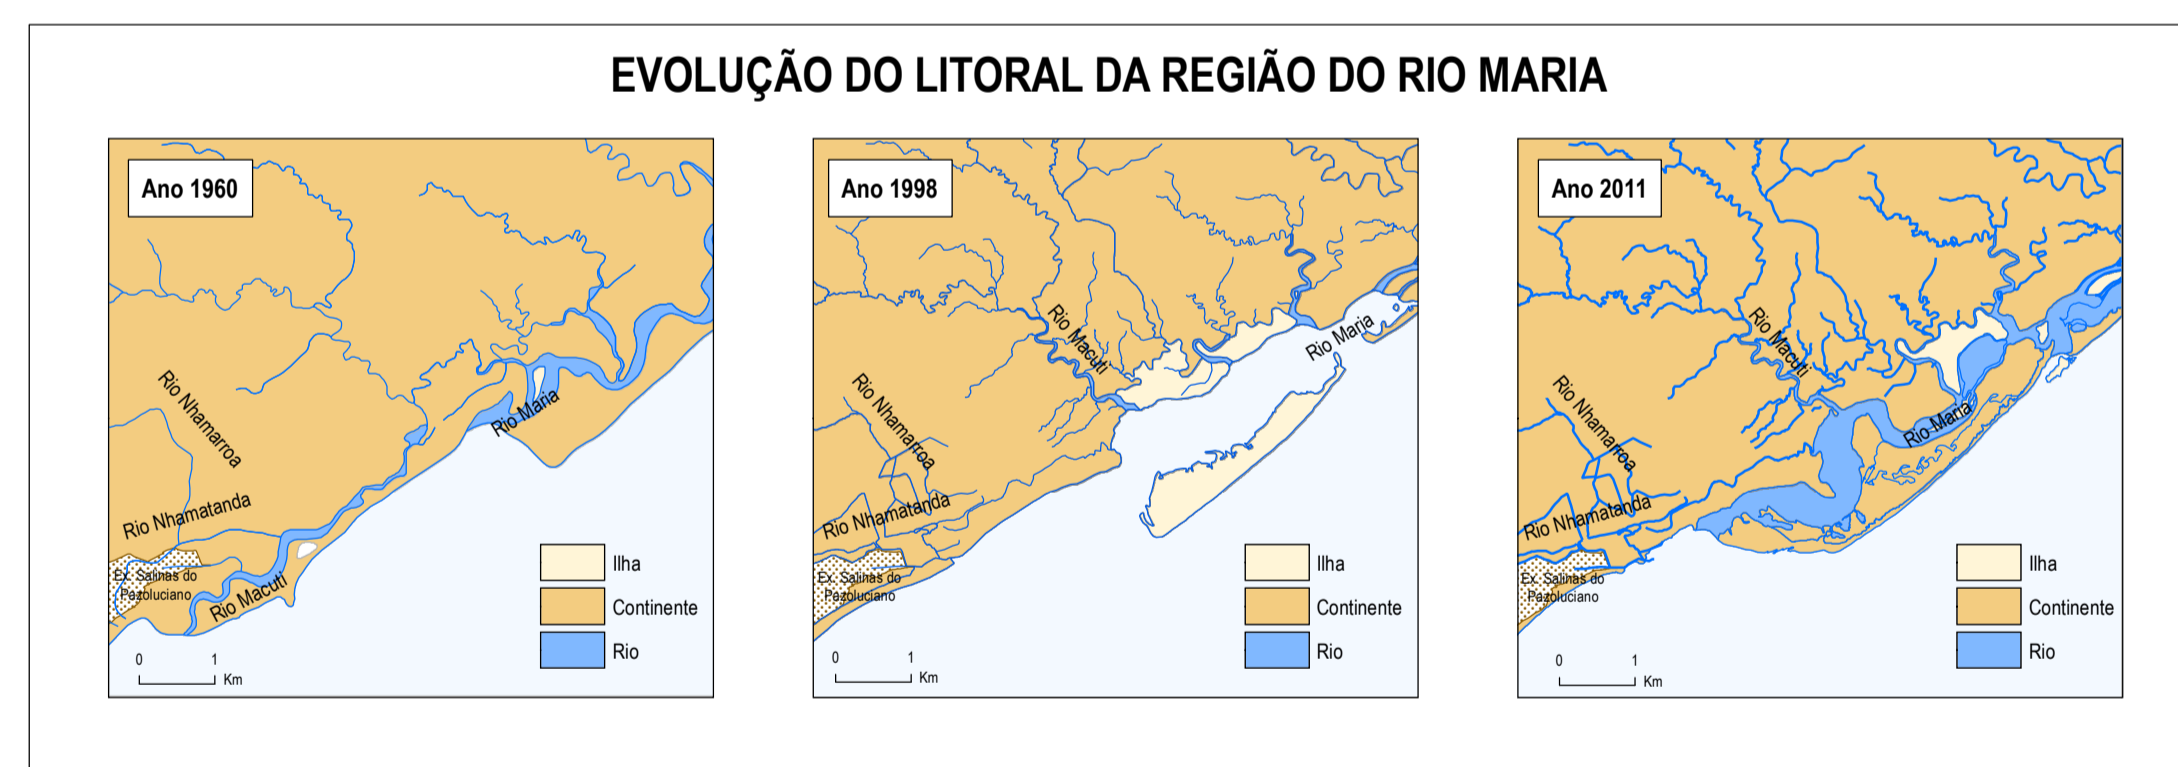 EVOLUÇÃO DO LITORAL DA REGIÃO DO RIO MARIA
Ano 1960
Rio Nhamarroa
Rio Maria
Rio Nhamatanda
Ex. Salinas do
Pazoluciano
Rio Macuti
Ilha
Continente
Rio
0 1
Km
Ano 1998
Rio Macuti
Rio Maria
Rio Nhamarroa
Rio Nhamatanda
Ex. Salinas do
Pazoluciano
Ilha
Continente
Rio
0 1
Km
Ano 2011
Rio Macuti
Rio Nhamarroa
Rio Maria
Rio Nhamatanda
Ex. Salinas do
Pazoluciano
Ilha
Continente
Rio
0 1
Km